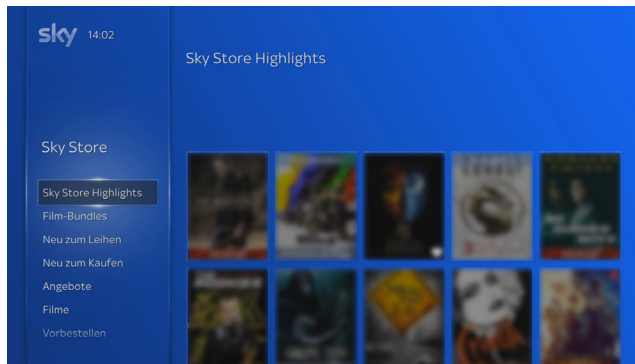 sky 14:02
Sky Store Highlights
Sky Store
Sky Store Highlights
Film-Bundles
Neu zum Leihen
Neu zum Kaufen
Angebote
Filme
Vorbestellen